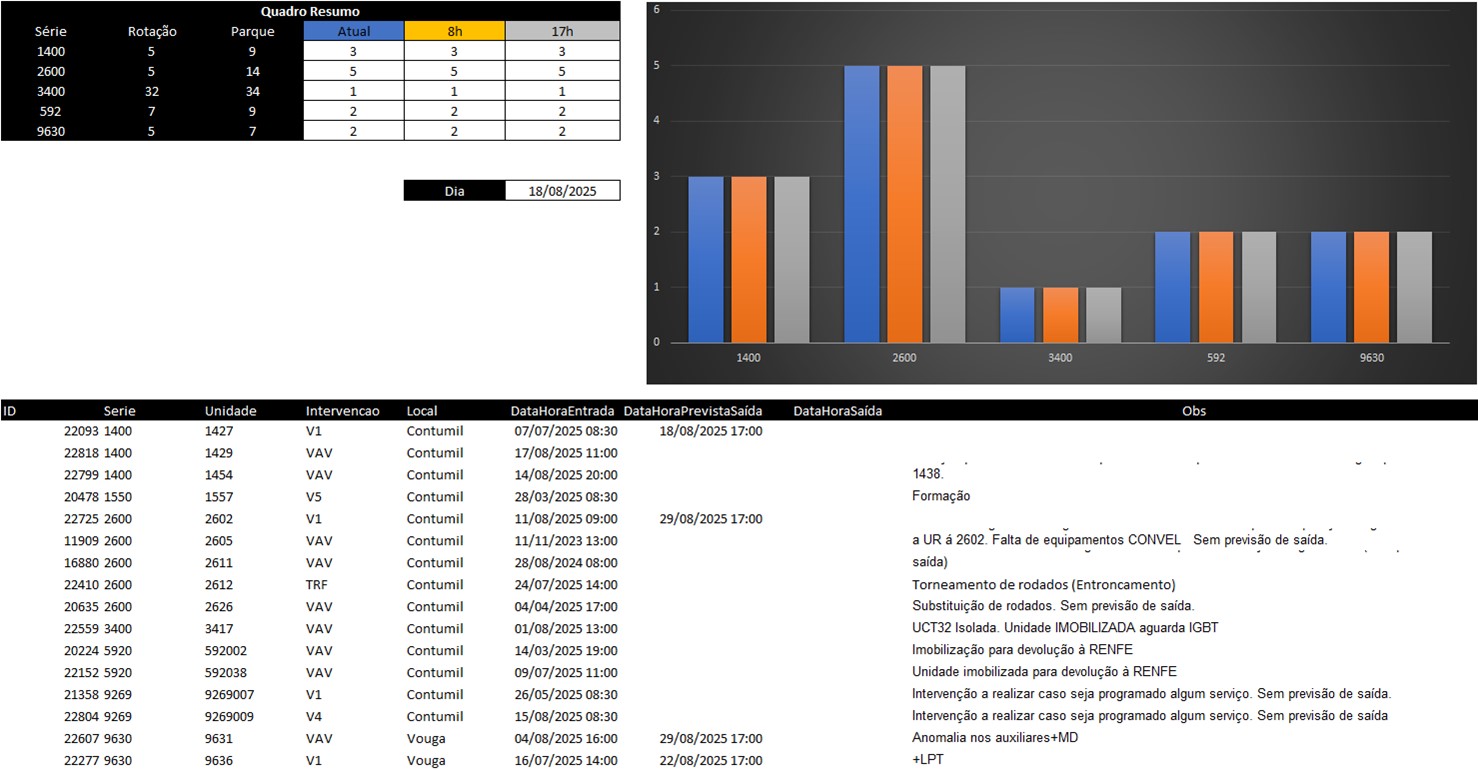 Quadro Resumo
Série Rotação Parque Atual 8h 17h
1400 5 9 3 3 3
2600 5 14 5 5 5
3400 32 34 1 1 1
592 7 9 2 2 2
9630 5 7 2 2 2
Dia 18/08/2025
6
5
4
3
2
1
0
1400 2600 3400 592 9630
ID Serie Unidade Intervencao Local DataHoraEntrada DataHoraPrevistaSaída DataHoraSaída Obs
22093 1400 1427 V1 Contumil 07/07/2025 08:30 18/08/2025 17:00
22818 1400 1429 VAV Contumil 17/08/2025 11:00
22799 1400 1454 VAV Contumil 14/08/2025 20:00 1438.
20478 1550 1557 V5 Contumil 28/03/2025 08:30 Formação
22725 2600 2602 V1 Contumil 11/08/2025 09:00 29/08/2025 17:00
11909 2600 2605 VAV Contumil 11/11/2023 13:00 a UR á 2602. Falta de equipamentos CONVEL Sem previsão de saída.
16880 2600 2611 VAV Contumil 28/08/2024 08:00 saída)
22410 2600 2612 TRF Contumil 24/07/2025 14:00 Torneamento de rodados (Entroncamento)
20635 2600 2626 VAV Contumil 04/04/2025 17:00 Substituição de rodados. Sem previsão de saída.
22559 3400 3417 VAV Contumil 01/08/2025 13:00 UCT32 Isolada. Unidade IMOBILIZADA aguarda IGBT
20224 5920 592002 VAV Contumil 14/03/2025 19:00 Imobilização para devolução à RENFE
22152 5920 592038 VAV Contumil 09/07/2025 11:00 Unidade imobilizada para devolução à RENFE
21358 9269 9269007 V1 Contumil 26/05/2025 08:30 Intervenção a realizar caso seja programado algum serviço. Sem previsão de saída.
22804 9269 9269009 V4 Contumil 15/08/2025 08:30 Intervenção a realizar caso seja programado algum serviço. Sem previsão de saída
22607 9630 9631 VAV Vouga 04/08/2025 16:00 29/08/2025 17:00 Anomalia nos auxiliares+MD
22277 9630 9636 V1 Vouga 16/07/2025 14:00 22/08/2025 17:00 +LPT